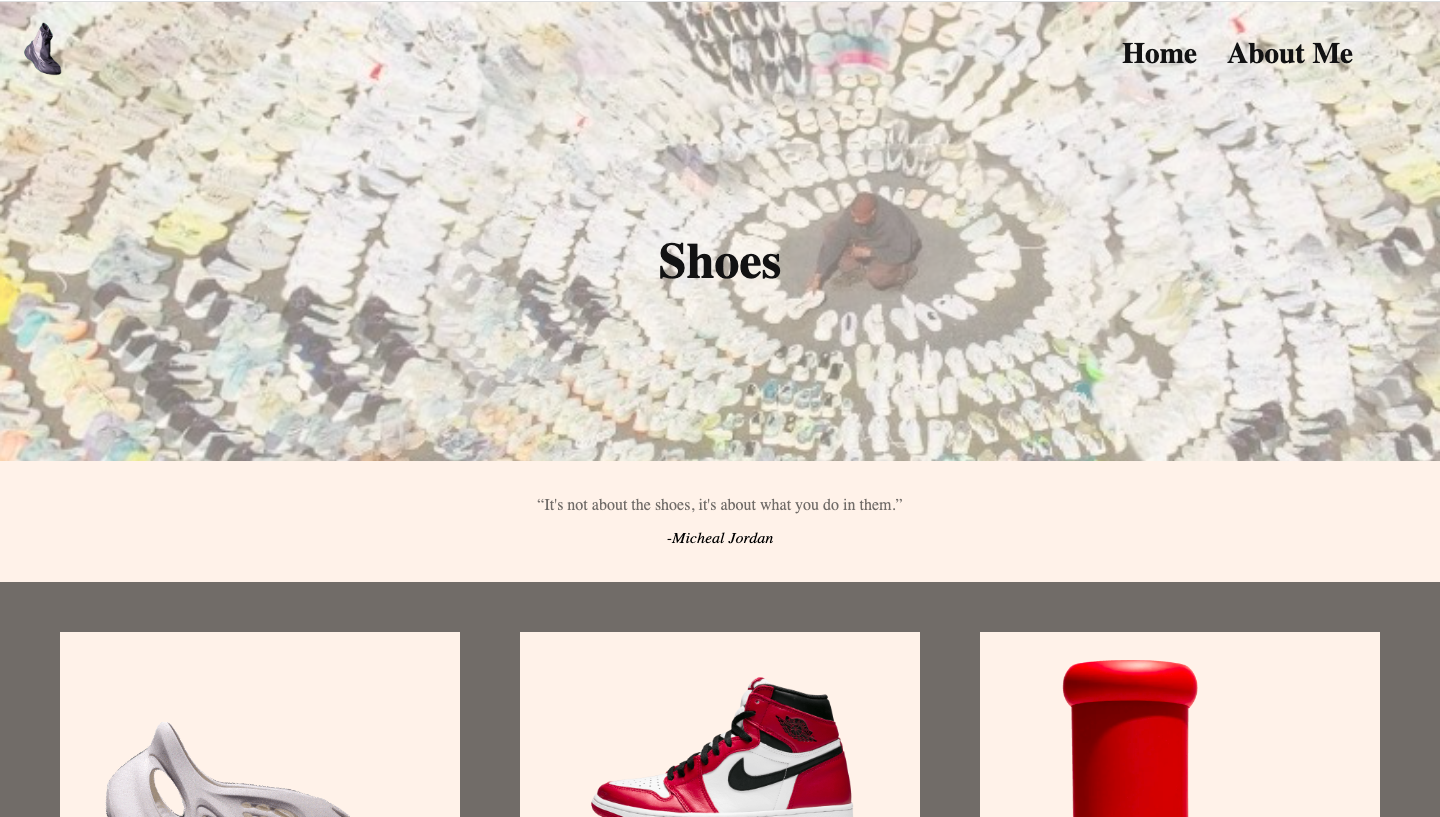 Home About Me
Shoes
“It's not about the shoes, it's about what you do in them.”
-Micheal Jordan